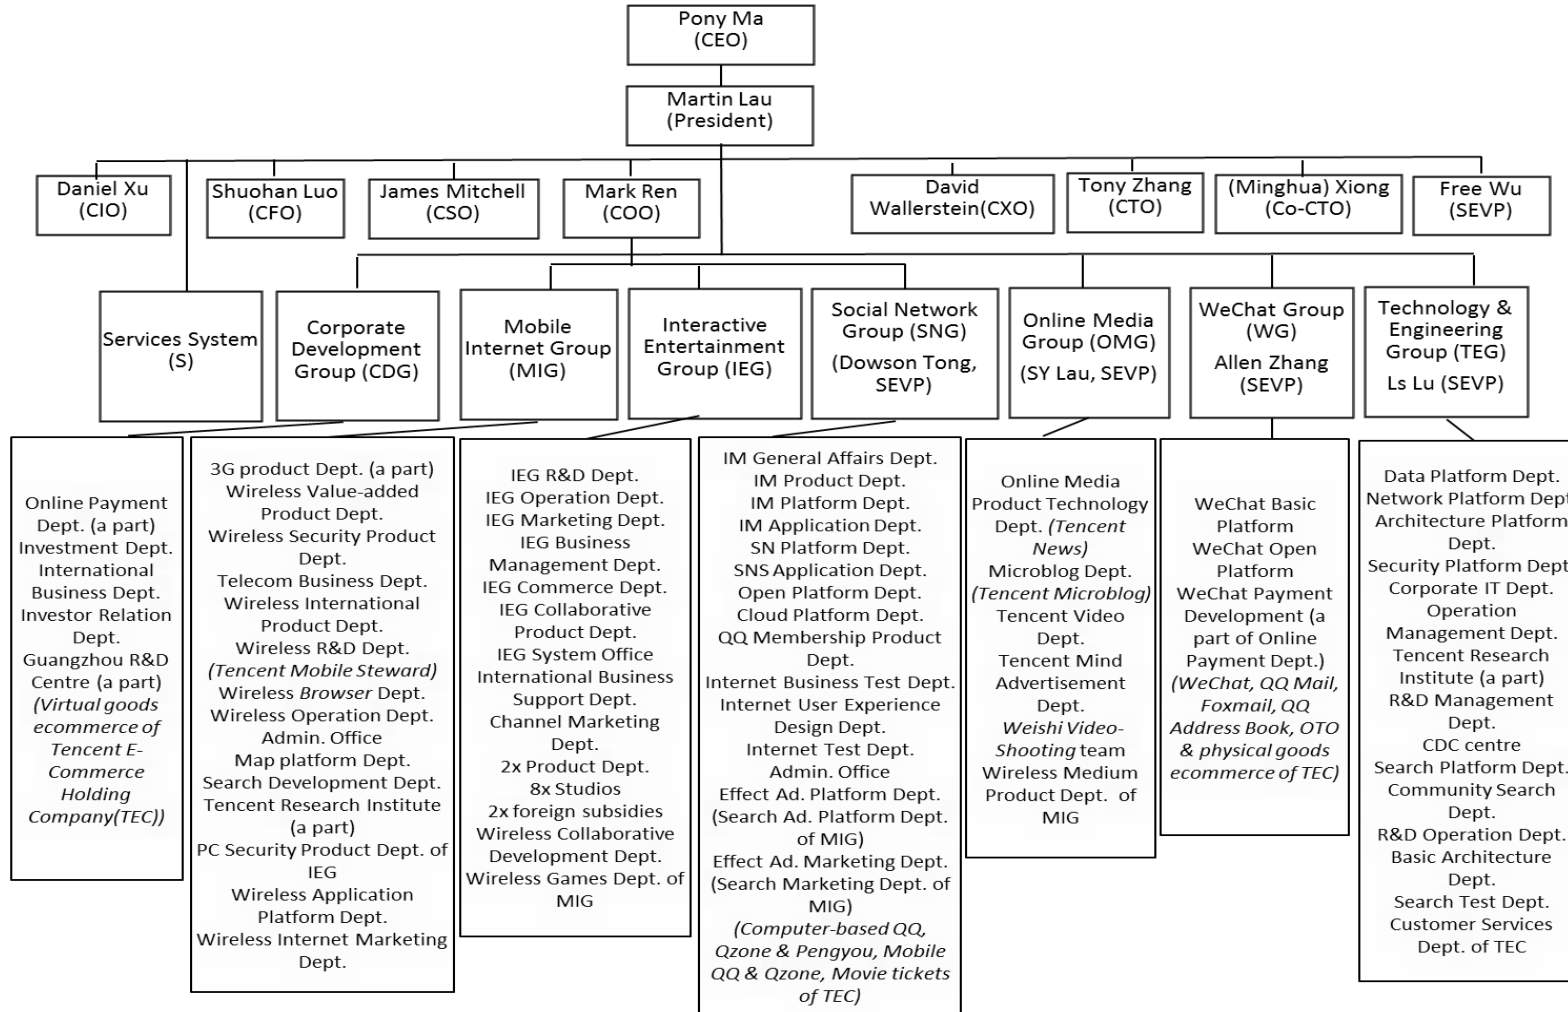 Pony Ma
(CEO)
Martin Lau
(President)
Daniel Xu
(CIO)
Shuohan Luo
(CFO)
James Mitchell
(CSO)
Mark Ren
(COO)
David
Wallerstein(CXO)
Tony Zhang
(CTO)
(Minghua) Xiong
(Co-CTO)
Free Wu
(SEVP)
Services System
(S)
Corporate
Development
Group (CDG)
Mobile
Internet Group
(MIG)
Interactive
Entertainment
Group (IEG)
Social Network
Group (SNG)
(Dowson Tong,
SEVP)
Online Media
Group (OMG)
(SY Lau, SEVP)
WeChat Group
(WG)
Allen Zhang
(SEVP)
Technology &
Engineering
Group (TEG)
Ls Lu (SEVP)
Online Payment
Dept. (a part)
Investment Dept.
International
Business Dept.
Investor Relation
Dept.
Guangzhou R&D
Centre (a part)
(Virtual goods
ecommerce of
Tencent E-
Commerce
Holding
Company(TEC))
3G product Dept. (a part)
Wireless Value-added
Product Dept.
Wireless Security Product
Dept.
Telecom Business Dept.
Wireless International
Product Dept.
Wireless R&D Dept.
(Tencent Mobile Steward)
Wireless Browser Dept.
Wireless Operation Dept.
Admin. Office
Map platform Dept.
Search Development Dept.
Tencent Research Institute
(a part)
PC Security Product Dept. of
IEG
Wireless Application
Platform Dept.
Wireless Internet Marketing
Dept.
IEG R&D Dept.
IEG Operation Dept.
IEG Marketing Dept.
IEG Business
Management Dept.
IEG Commerce Dept.
IEG Collaborative
Product Dept.
IEG System Office
International Business
Support Dept.
Channel Marketing
Dept.
2x Product Dept.
8x Studios
2x foreign subsidies
Wireless Collaborative
Development Dept.
Wireless Games Dept. of
MIG
IM General Affairs Dept.
IM Product Dept.
IM Platform Dept.
IM Application Dept.
SN Platform Dept.
SNS Application Dept.
Open Platform Dept.
Cloud Platform Dept.
QQ Membership Product
Dept.
Internet Business Test Dept.
Internet User Experience
Design Dept.
Internet Test Dept.
Admin. Office
Effect Ad. Platform Dept.
(Search Ad. Platform Dept.
of MIG)
Effect Ad. Marketing Dept.
(Search Marketing Dept. of
MIG)
(Computer-based QQ,
Qzone & Pengyou, Mobile
QQ & Qzone, Movie tickets
of TEC)
Online Media
Product Technology
Dept. (Tencent
News)
Microblog Dept.
(Tencent Microblog)
Tencent Video
Dept.
Tencent Mind
Advertisement
Dept.
Weishi Video-
Shooting team
Wireless Medium
Product Dept. of
MIG
WeChat Basic
Platform
WeChat Open
Platform
WeChat Payment
Development (a
part of Online
Payment Dept.)
(WeChat, QQ Mail,
Foxmail, QQ
Address Book, OTO
& physical goods
ecommerce of TEC)
Data Platform Dept.
Network Platform Dept
Architecture Platform
Dept.
Security Platform Dept
Corporate IT Dept.
Operation
Management Dept.
Tencent Research
Institute (a part)
R&D Management
Dept.
CDC centre
Search Platform Dept.
Community Search
Dept.
R&D Operation Dept.
Basic Architecture
Dept.
Search Test Dept.
Customer Services
Dept. of TEC